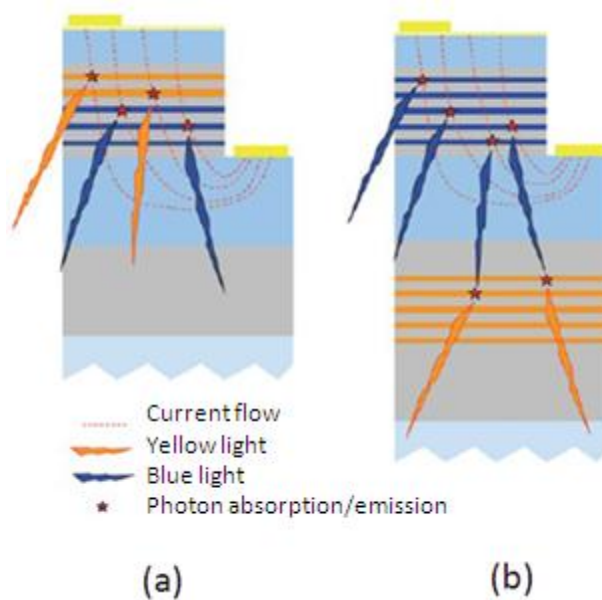 Current flow
Yellow light
Blue light
Photon absorption/emission
(a)
(b)